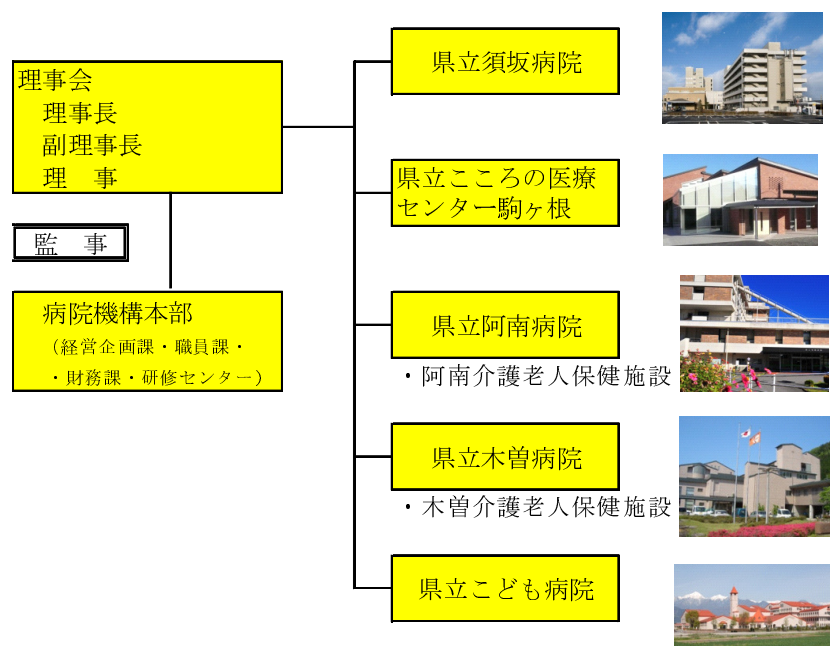 理事会
理事長
副理事長
理　事
監　事
病院機構本部
（経営企画課・職員課・
・財務課・研修センター）
県立須坂病院
県立こころの医療
センター駒ヶ根
県立阿南病院
・阿南介護老人保健施設
県立木曽病院
・木曽介護老人保健施設
県立こども病院